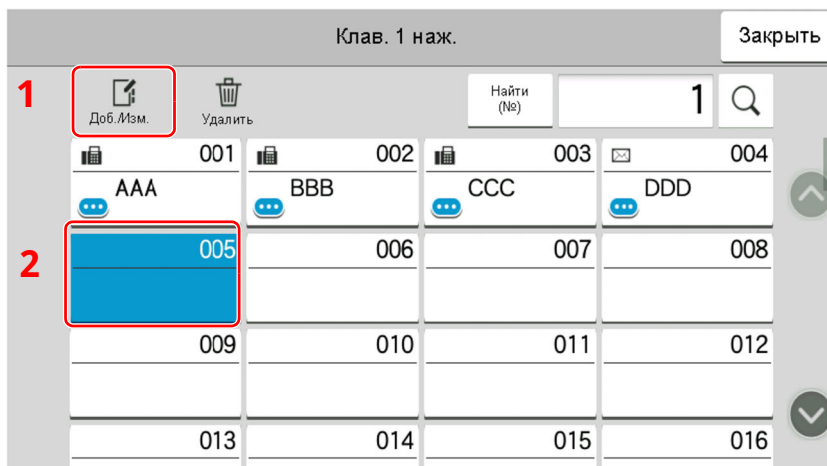 Клав. 1 наж.
Закрыть
1
Доб./Изм.
Удалить
Найти
(№)
1
001
002
003
004
AAA
BBB
CCC
DDD
2
005
006
007
008
009
010
011
012
013
014
015
016